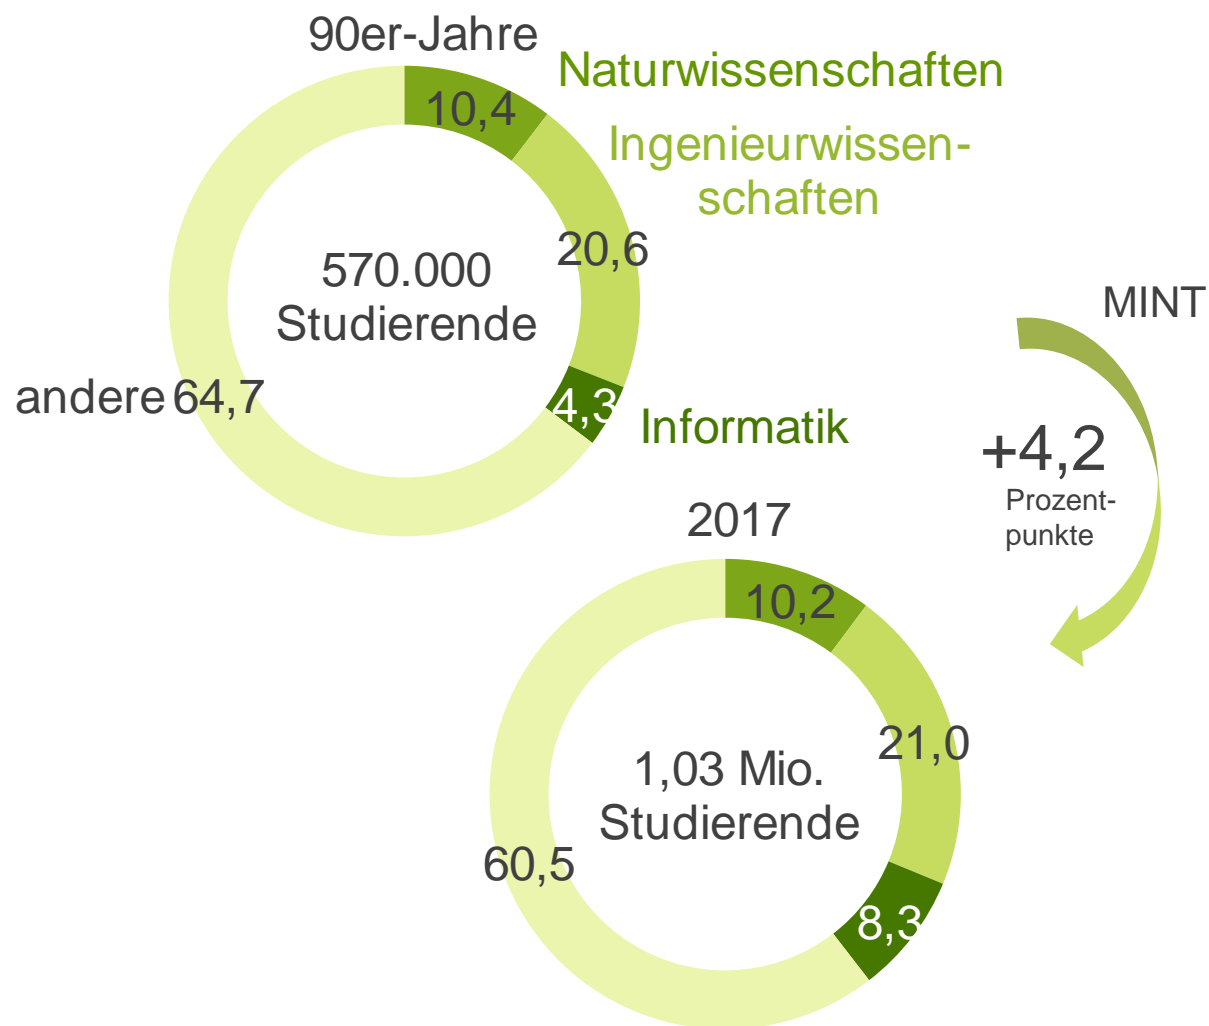 90er-Jahre
Naturwissenschaften
10,4
Ingenieurwissen-
schaften
20,6
570.000
Studierende
MINT
andere 64,7
4,3
Informatik
+4,2
Prozent-
punkte
2017
10,2
21,0
1,03 Mio.
Studierende
60,5
8,3